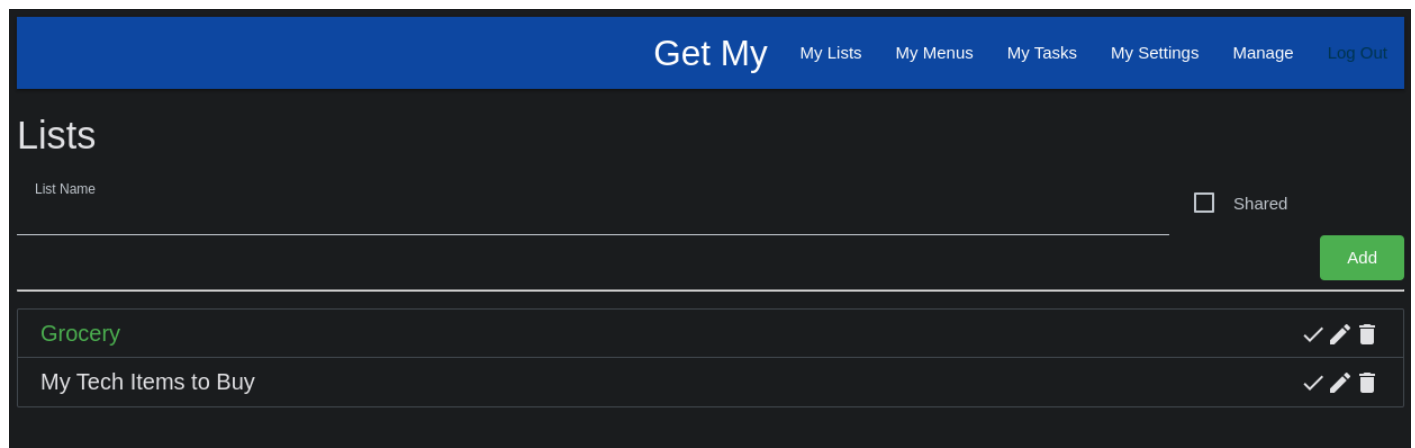 Get My My Lists My Menus My Tasks My Settings Manage Log Out
Lists
List Name
Shared
Add
Grocery
My Tech Items to Buy